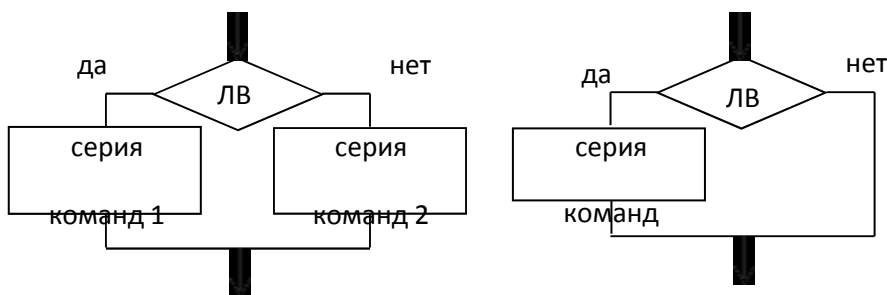 да
нет
ЛВ
серия
команд 1
серия
команд 2
да
нет
ЛВ
серия
команд